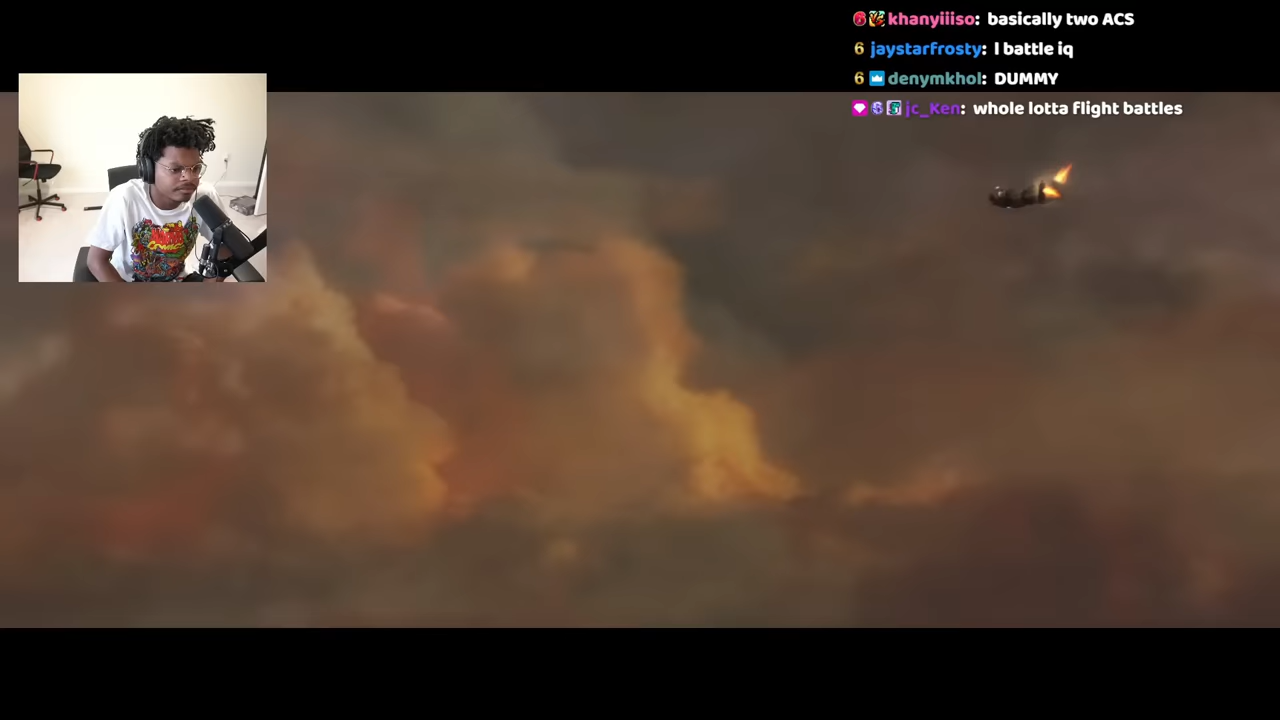 khanyiiiso: basically two ACS
6 jaystarfrosty: I battle iq
6 denymkhol: DUMMY
jc_Ken: whole lotta flight battles